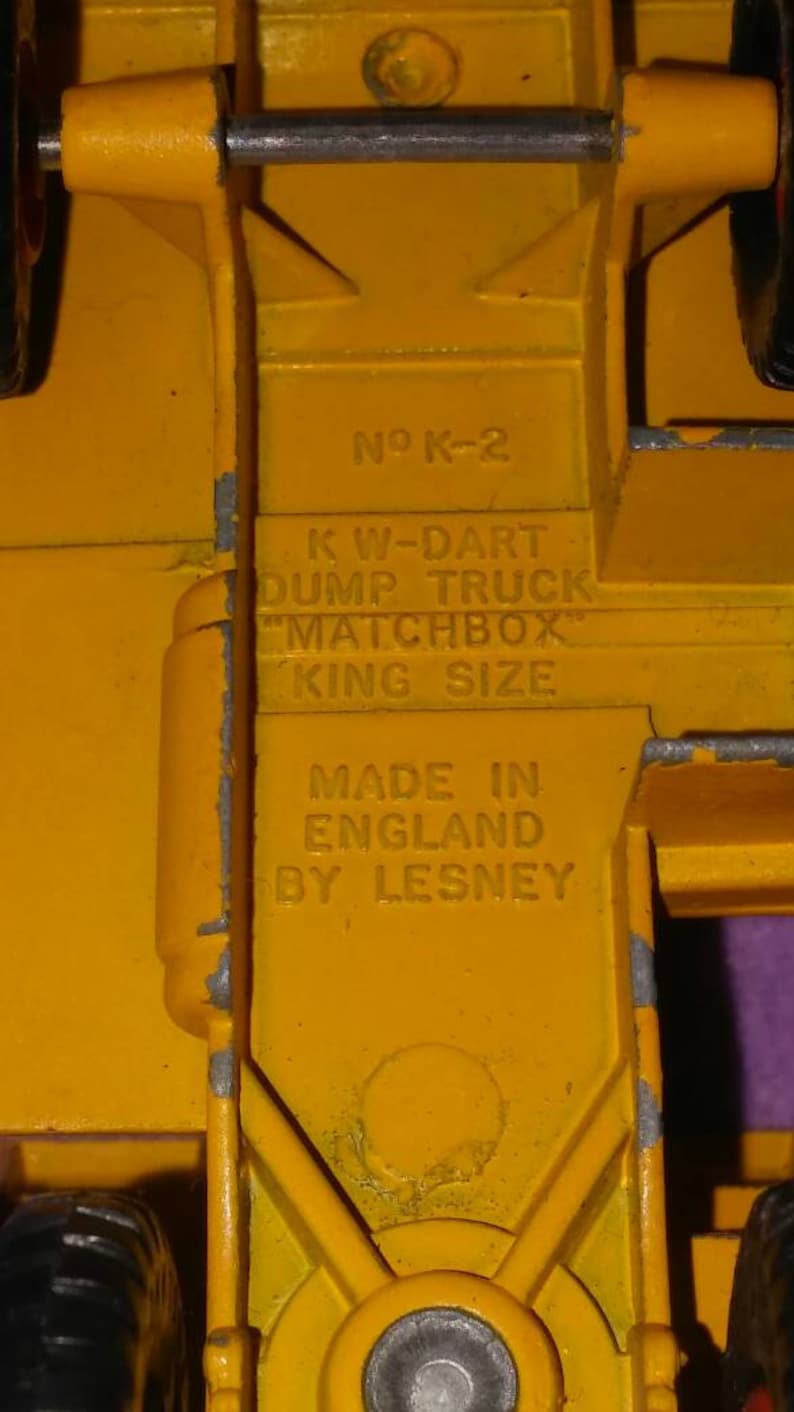 Nº K-2
K W-DART
DUMP TRUCK
"MATCHBOX"
KING SIZE
MADE IN
ENGLAND
BY LESNEY